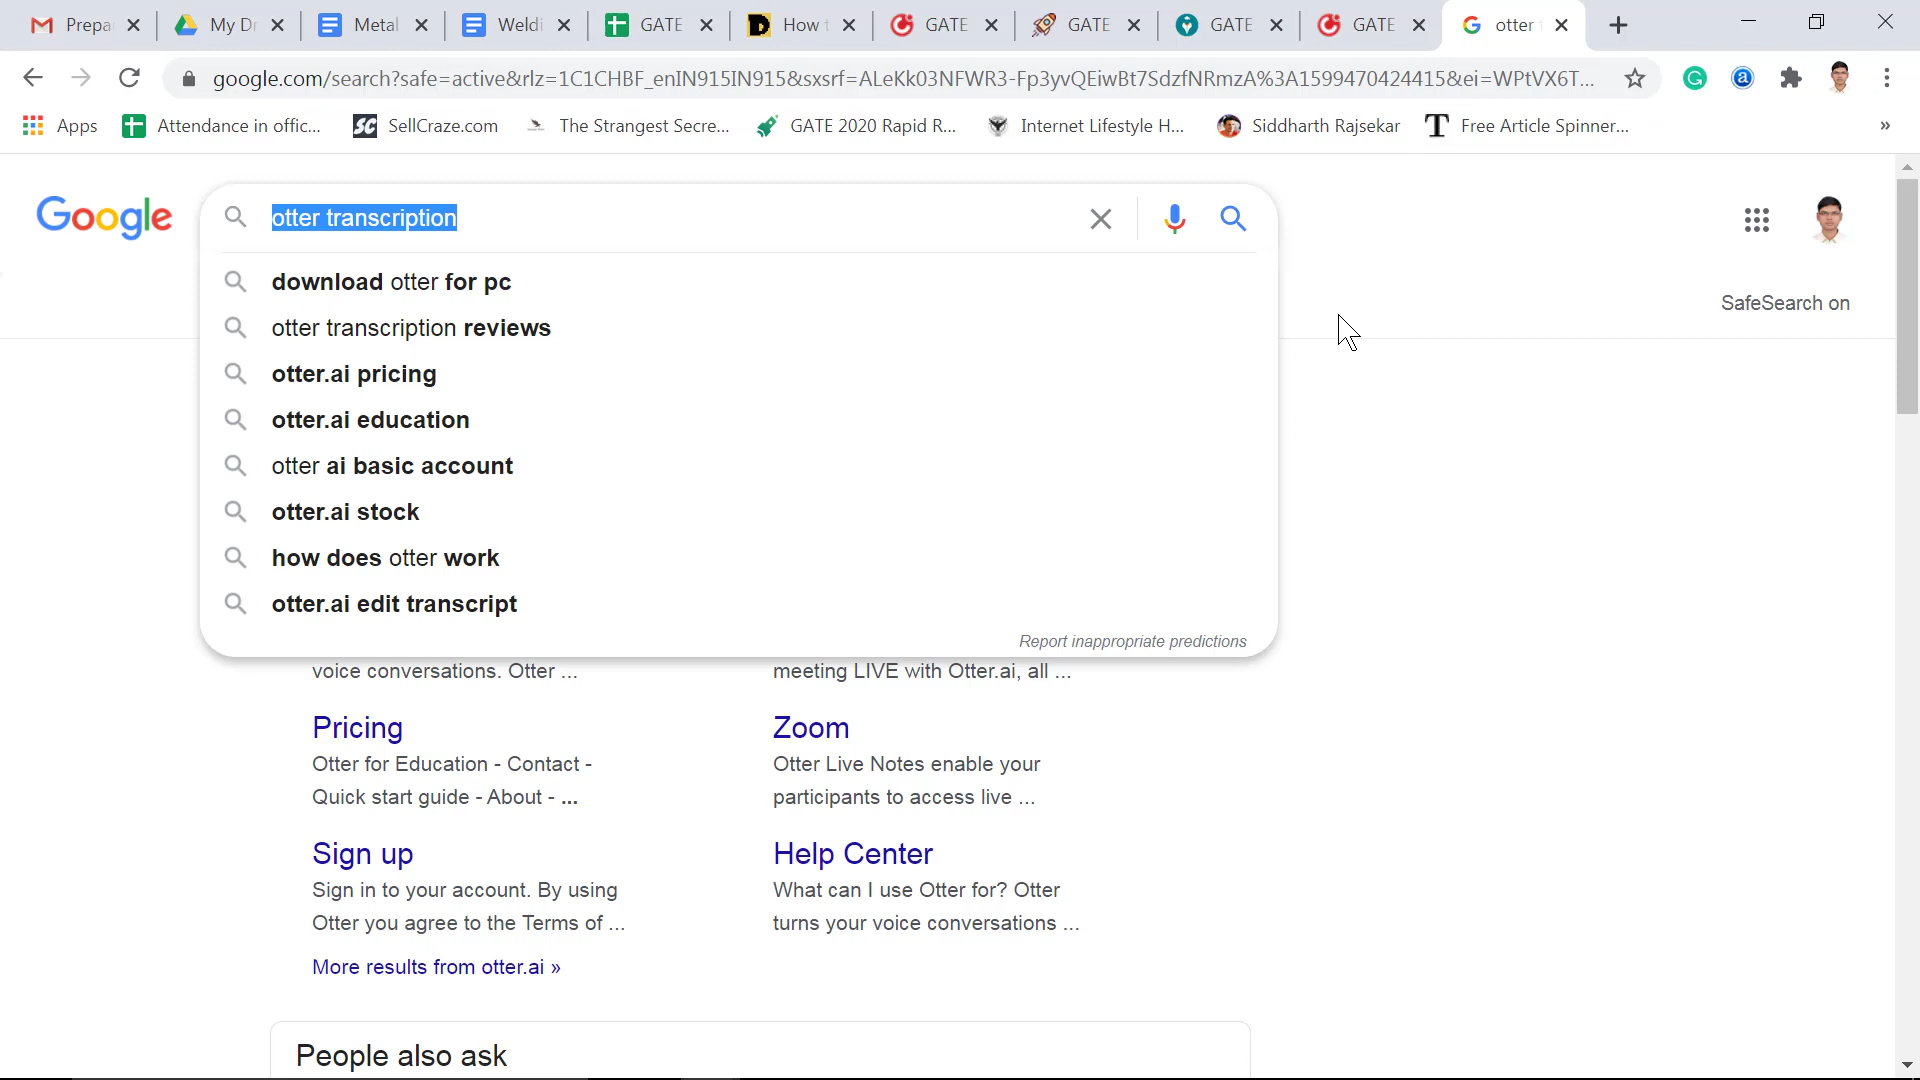 Prepa
My Dr
Metal
Weldi
GATE
How t
GATE
GATE
GATE
GATE
otter t
google.com/search?safe=active&rlz=1C1CHBF_enIN915IN915&sxsrf=ALeKk03NFWR3-Fp3yvQEiwBt7SdzfNRmzA%3A1599470424415&ei=WPtVX6T...
Apps
Attendance in offic...
SellCraze.com
The Strangest Secre...
GATE 2020 Rapid R...
Internet Lifestyle H...
Siddharth Rajsekar
Free Article Spinner...
»
Google
otter transcription
SafeSearch on
download otter for pc
otter transcription reviews
otter.ai pricing
otter.ai education
otter ai basic account
otter.ai stock
how does otter work
otter.ai edit transcript
Report inappropriate predictions
voice conversations. Otter ...
meeting LIVE with Otter.ai, all ...
Pricing
Otter for Education - Contact -
Quick start guide - About - ...
Zoom
Otter Live Notes enable your
participants to access live ...
Sign up
Sign in to your account. By using
Otter you agree to the Terms of ...
Help Center
What can I use Otter for? Otter
turns your voice conversations ...
More results from otter.ai »
People also ask